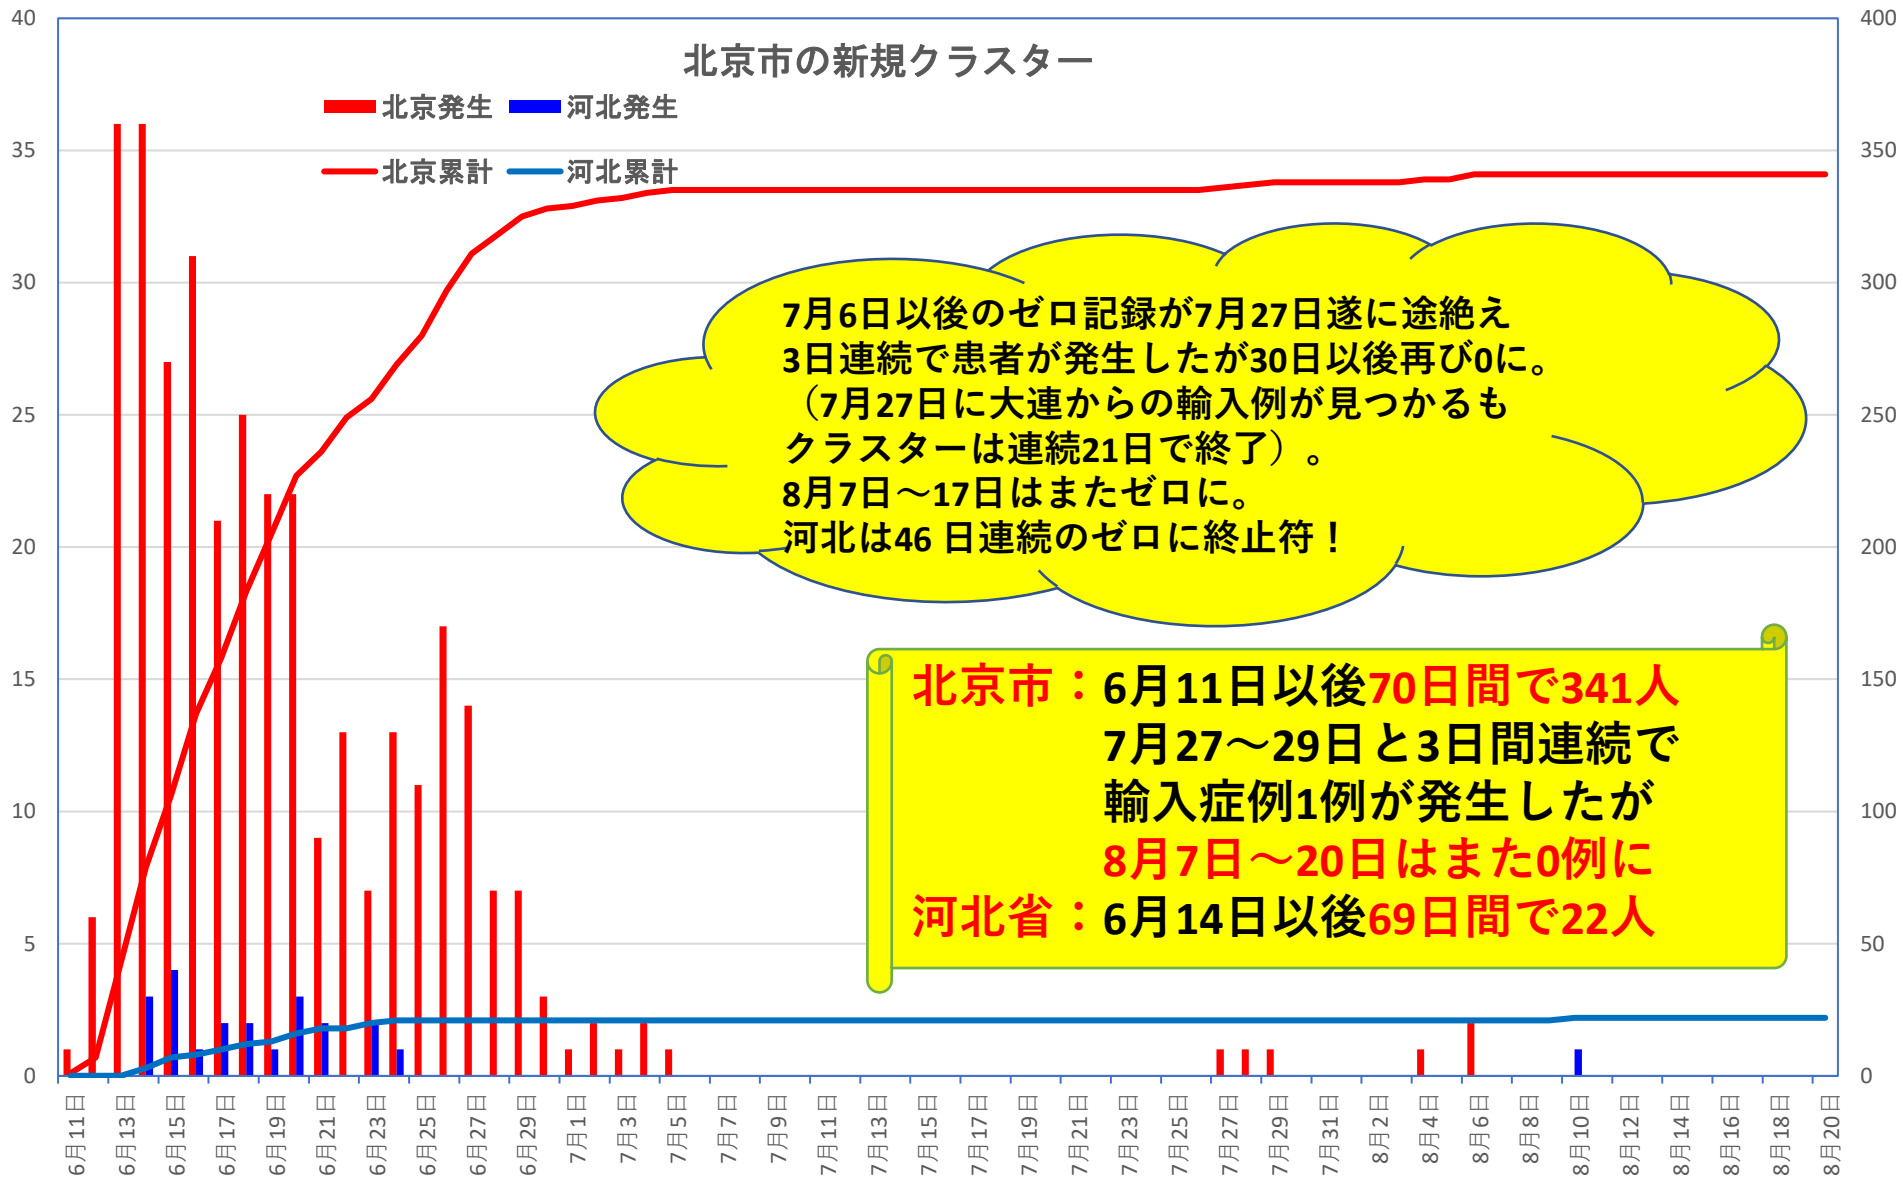 北京市の新規クラスター
北京発生
河北発生
北京累計
河北累計
40
35
30
25
20
15
10
5
0
400
350
300
250
200
150
100
50
0
7月6日以後のゼロ記録が7月27日遂に途絶え
3日連続で患者が発生したが30日以後再び0に。
（7月27日に大連からの輸入例が見つかるも
クラスターは連続21日で終了）。
8月7日～17日はまたゼロに。
河北は46 日連続のゼロに終止符！
北京市：6月11日以後70日間で341人
7月27～29日と3日間連続で
輸入症例1例が発生したが
8月7日～20日はまた0例に
河北省：6月14日以後69日間で22人
6月11日
6月13日
6月15日
6月17日
6月19日
6月21日
6月23日
6月25日
6月27日
6月29日
7月1日
7月3日
7月5日
7月7日
7月9日
7月11日
7月13日
7月15日
7月17日
7月19日
7月21日
7月23日
7月25日
7月27日
7月29日
7月31日
8月2日
8月4日
8月6日
8月8日
8月10日
8月12日
8月14日
8月16日
8月18日
8月20日